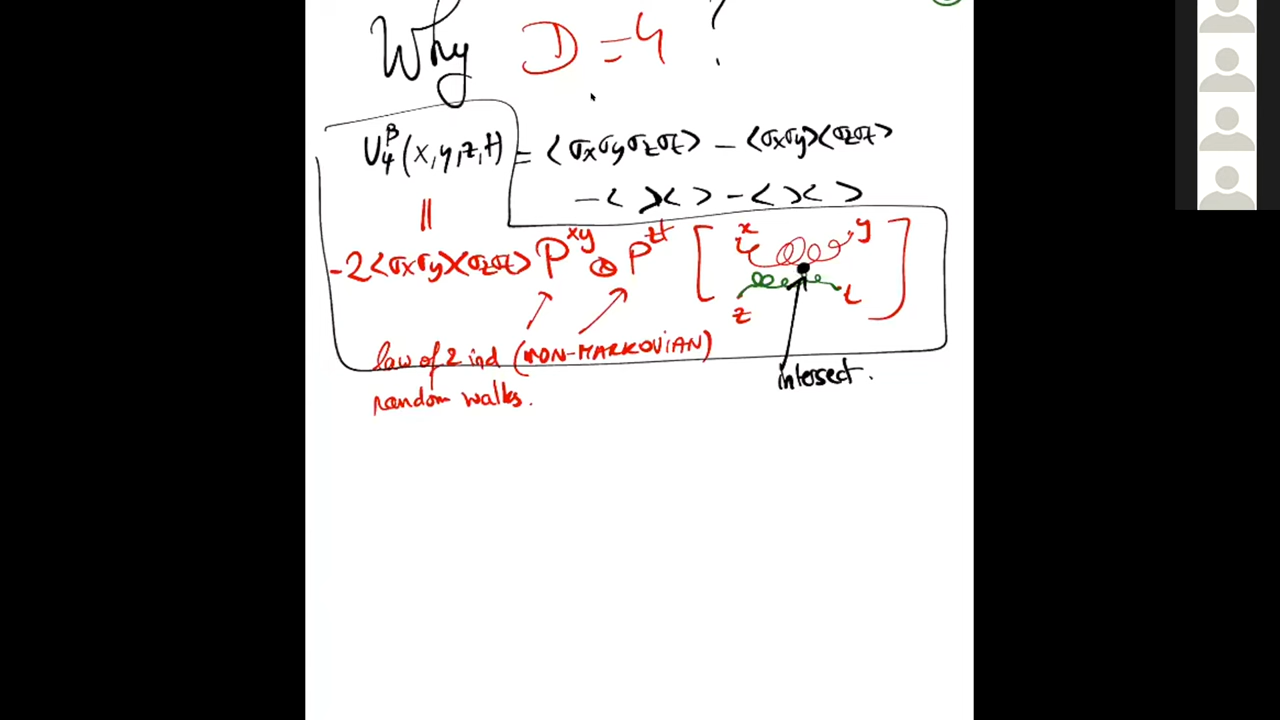 Why D = 4 ?
U₄^β(x,y,z,t) = <σxσyσzσt> - <σxσy><σzσt>
- < >< > - < >< >
||
-2<σxσy><σzσt> P^xy ⊗ P^zt [ x y
z t ]
law of 2 ind (NON-MARKOVIAN)
random walks.
intersect.